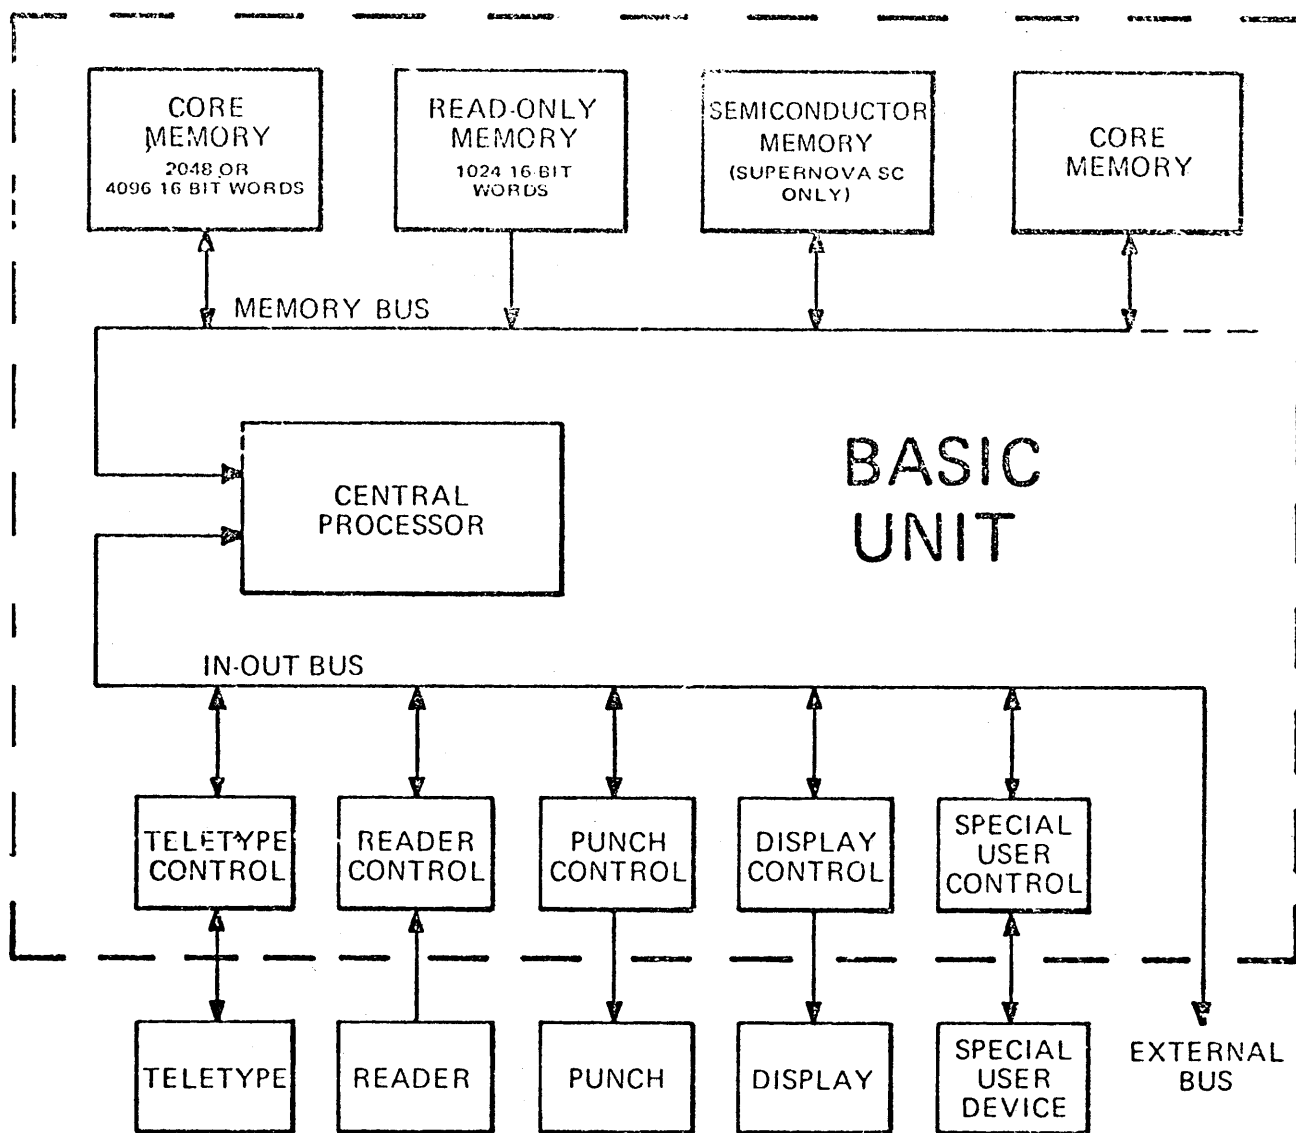 CORE
MEMORY
2048 OR
4096 16 BIT WORDS
READ-ONLY
MEMORY
1024 16-BIT
WORDS
SEMICONDUCTOR
MEMORY
(SUPERNOVA SC
ONLY)
CORE
MEMORY
MEMORY BUS
CENTRAL
PROCESSOR
BASIC
UNIT
IN-OUT BUS
TELETYPE
CONTROL
READER
CONTROL
PUNCH
CONTROL
DISPLAY
CONTROL
SPECIAL
USER
CONTROL
TELETYPE
READER
PUNCH
DISPLAY
SPECIAL
USER
DEVICE
EXTERNAL
BUS